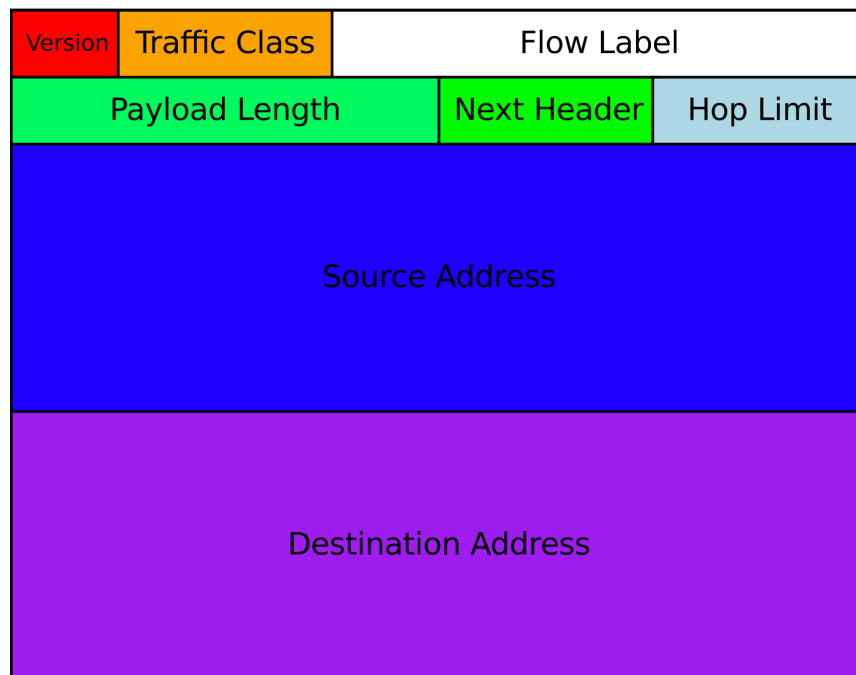 Version Traffic Class Flow Label
Payload Length Next Header Hop Limit
Source Address
Destination Address